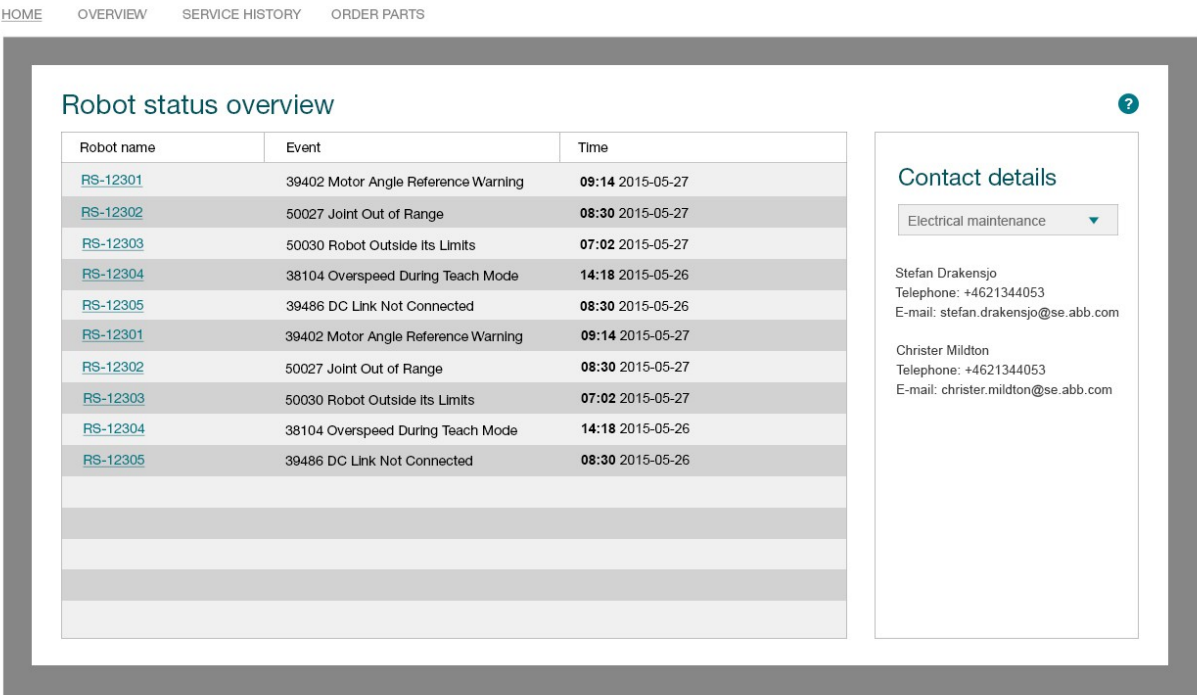 HOME OVERVIEW SERVICE HISTORY ORDER PARTS
Robot status overview
?
Robot name Event Time
RS-12301 39402 Motor Angle Reference Warning 09:14 2015-05-27
RS-12302 50027 Joint Out of Range 08:30 2015-05-27
RS-12303 50030 Robot Outside its Limits 07:02 2015-05-27
RS-12304 38104 Overspeed During Teach Mode 14:18 2015-05-26
RS-12305 39486 DC Link Not Connected 08:30 2015-05-26
RS-12301 39402 Motor Angle Reference Warning 09:14 2015-05-27
RS-12302 50027 Joint Out of Range 08:30 2015-05-27
RS-12303 50030 Robot Outside its Limits 07:02 2015-05-27
RS-12304 38104 Overspeed During Teach Mode 14:18 2015-05-26
RS-12305 39486 DC Link Not Connected 08:30 2015-05-26
Contact details
Electrical maintenance
Stefan Drakensjo
Telephone: +4621344053
E-mail: stefan.drakensjo@se.abb.com
Christer Mildton
Telephone: +4621344053
E-mail: christer.mildton@se.abb.com